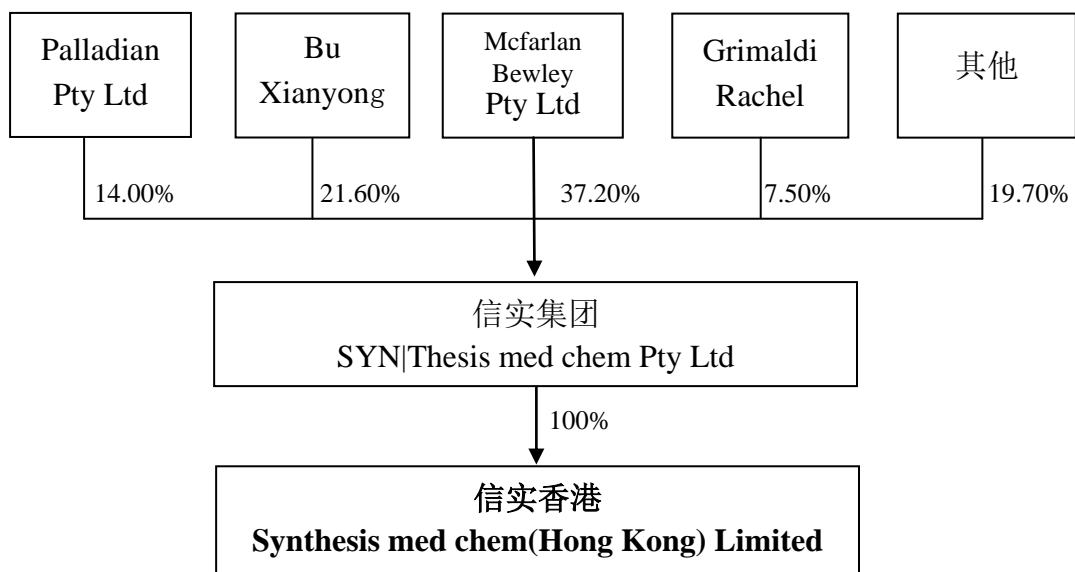 Palladian
Pty Ltd
Bu
Xianyong
Mcfarlan
Bewley
Pty Ltd
Grimaldi
Rachel
其他
14.00%
21.60%
37.20%
7.50%
19.70%
信实集团
SYN|Thesis med chem Pty Ltd
100%
信实香港
Synthesis med chem(Hong Kong) Limited